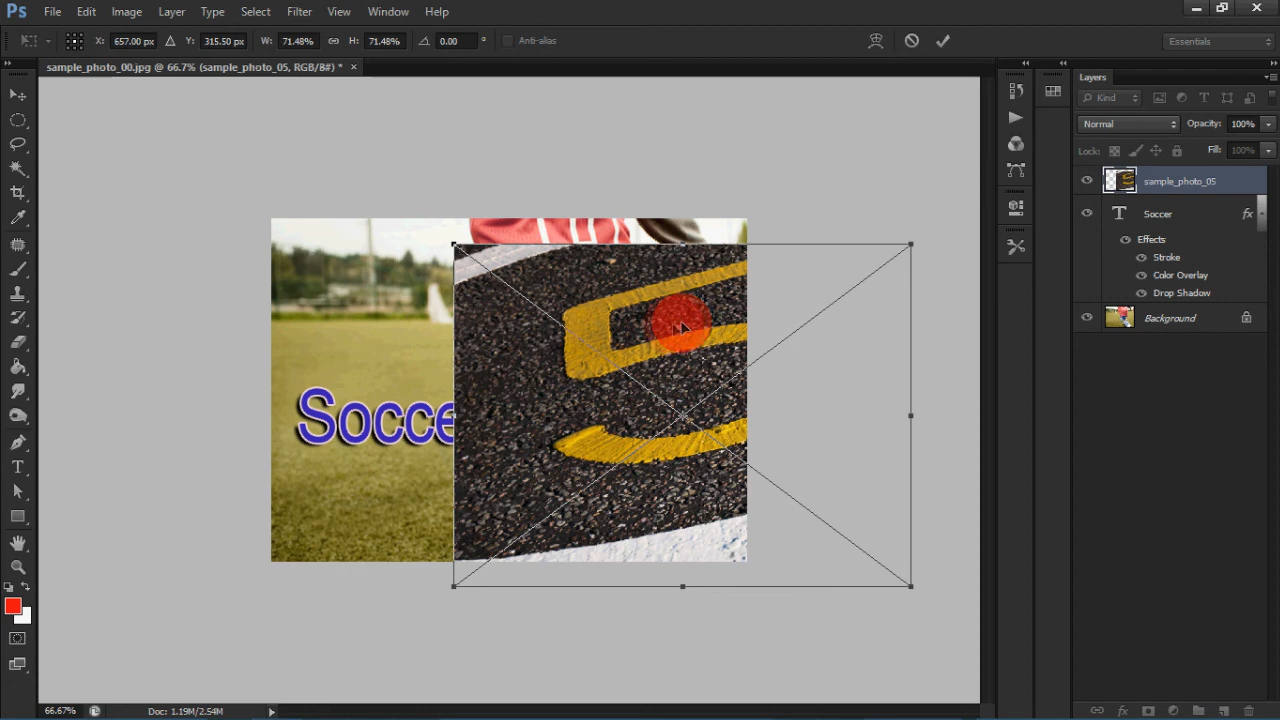 Ps File Edit Image Layer Type Select Filter View Window Help
X: 657.00 px Y: 315.50 px W: 71.48% H: 71.48% 0.00 ° Anti-alias Essentials
sample_photo_00.jpg @ 66.7% (sample_photo_05, RGB/8#) * ×
Layers
Kind
Normal Opacity: 100%
Lock: Fill: 100%
sample_photo_05
T Soccer fx
Effects
Stroke
Color Overlay
Drop Shadow
Background
Socce
66.67% Doc: 1.19M/2.54M